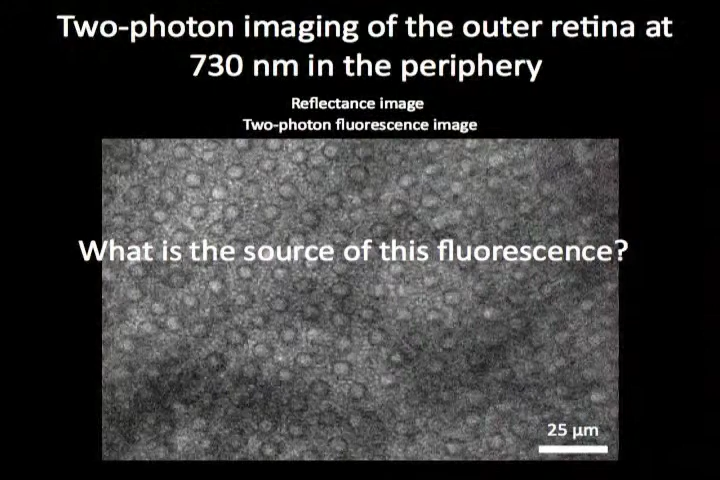 Two-photon imaging of the outer retina at
730 nm in the periphery
Reflectance image
Two-photon fluorescence image
What is the source of this fluorescence?
25 µm